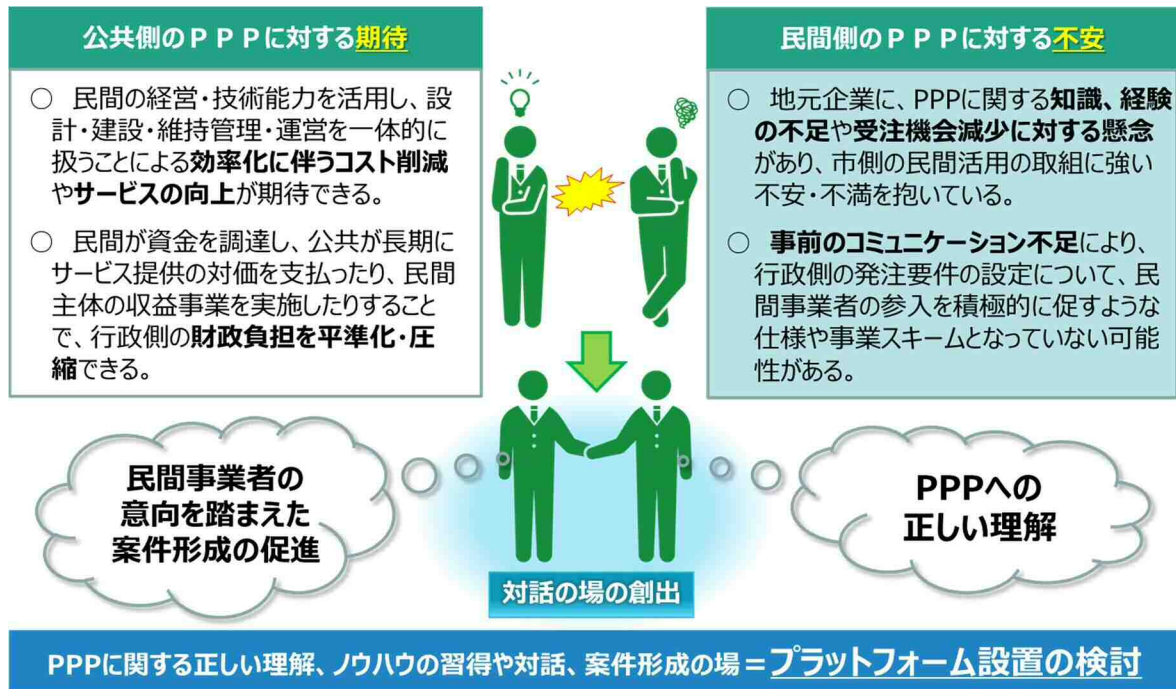 公共側のＰＰＰに対する期待
○ 民間の経営・技術能力を活用し、設
計・建設・維持管理・運営を一体的に
扱うことによる効率化に伴うコスト削減
やサービスの向上が期待できる。
○ 民間が資金を調達し、公共が長期に
サービス提供の対価を支払ったり、民間
主体の収益事業を実施したりすること
で、行政側の財政負担を平準化・圧
縮できる。
民間側のＰＰＰに対する不安
○ 地元企業に、PPPに関する知識、経験
の不足や受注機会減少に対する懸念
があり、市側の民間活用の取組に強い
不安・不満を抱いている。
○ 事前のコミュニケーション不足により、
行政側の発注要件の設定について、民
間事業者の参入を積極的に促すような
仕様や事業スキームとなっていない可能
性がある。
民間事業者の
意向を踏まえた
案件形成の促進
PPPへの
正しい理解
対話の場の創出
PPPに関する正しい理解、ノウハウの習得や対話、案件形成の場＝プラットフォーム設置の検討